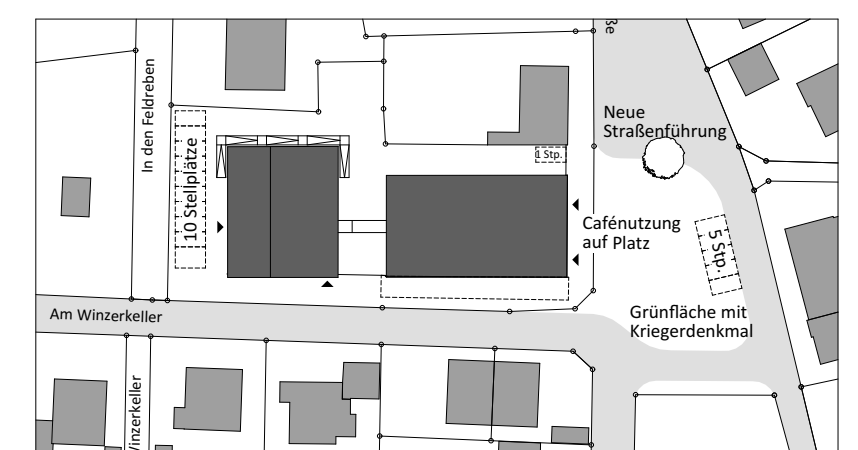 ße
In den Feldreben
10 Stellplätze
1 Stp.
Neue
Straßenführung
Cafénutzung
auf Platz
5 Stp.
Grünfläche mit
Kriegerdenkmal
Am Winzerkeller
Winzerkeller